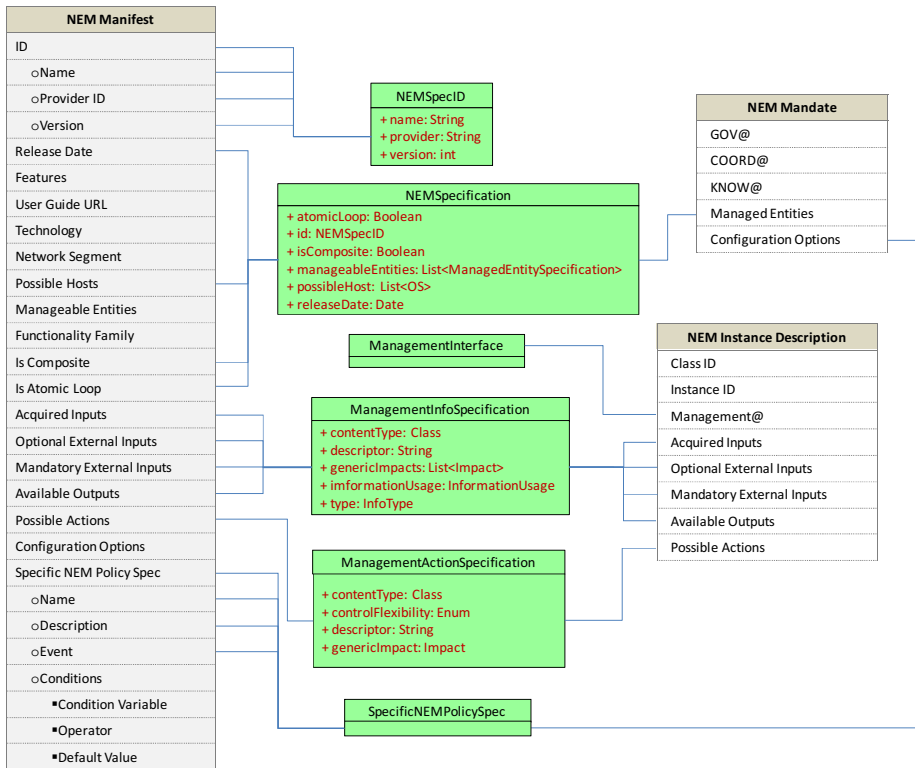 NEM Manifest
ID
oName
oProvider ID
oVersion
Release Date
Features
User Guide URL
Technology
Network Segment
Possible Hosts
Manageable Entities
Functionality Family
Is Composite
Is Atomic Loop
Acquired Inputs
Optional External Inputs
Mandatory External Inputs
Available Outputs
Possible Actions
Configuration Options
Specific NEM Policy Spec
oName
oDescription
oEvent
oConditions
▪Condition Variable
▪Operator
▪Default Value
NEMSpecID
+ name: String
+ provider: String
+ version: int
NEMSpecification
+ atomicLoop: Boolean
+ id: NEMSpecID
+ isComposite: Boolean
+ manageableEntities: List<ManagedEntitySpecification>
+ possibleHost: List<OS>
+ releaseDate: Date
ManagementInterface
ManagementInfoSpecification
+ contentType: Class
+ descriptor: String
+ genericImpacts: List<Impact>
+ imformationUsage: InformationUsage
+ type: InfoType
ManagementActionSpecification
+ contentType: Class
+ controlFlexibility: Enum
+ descriptor: String
+ genericImpact: Impact
SpecificNEMPolicySpec
NEM Mandate
GOV@
COORD@
KNOW@
Managed Entities
Configuration Options
NEM Instance Description
Class ID
Instance ID
Management@
Acquired Inputs
Optional External Inputs
Mandatory External Inputs
Available Outputs
Possible Actions